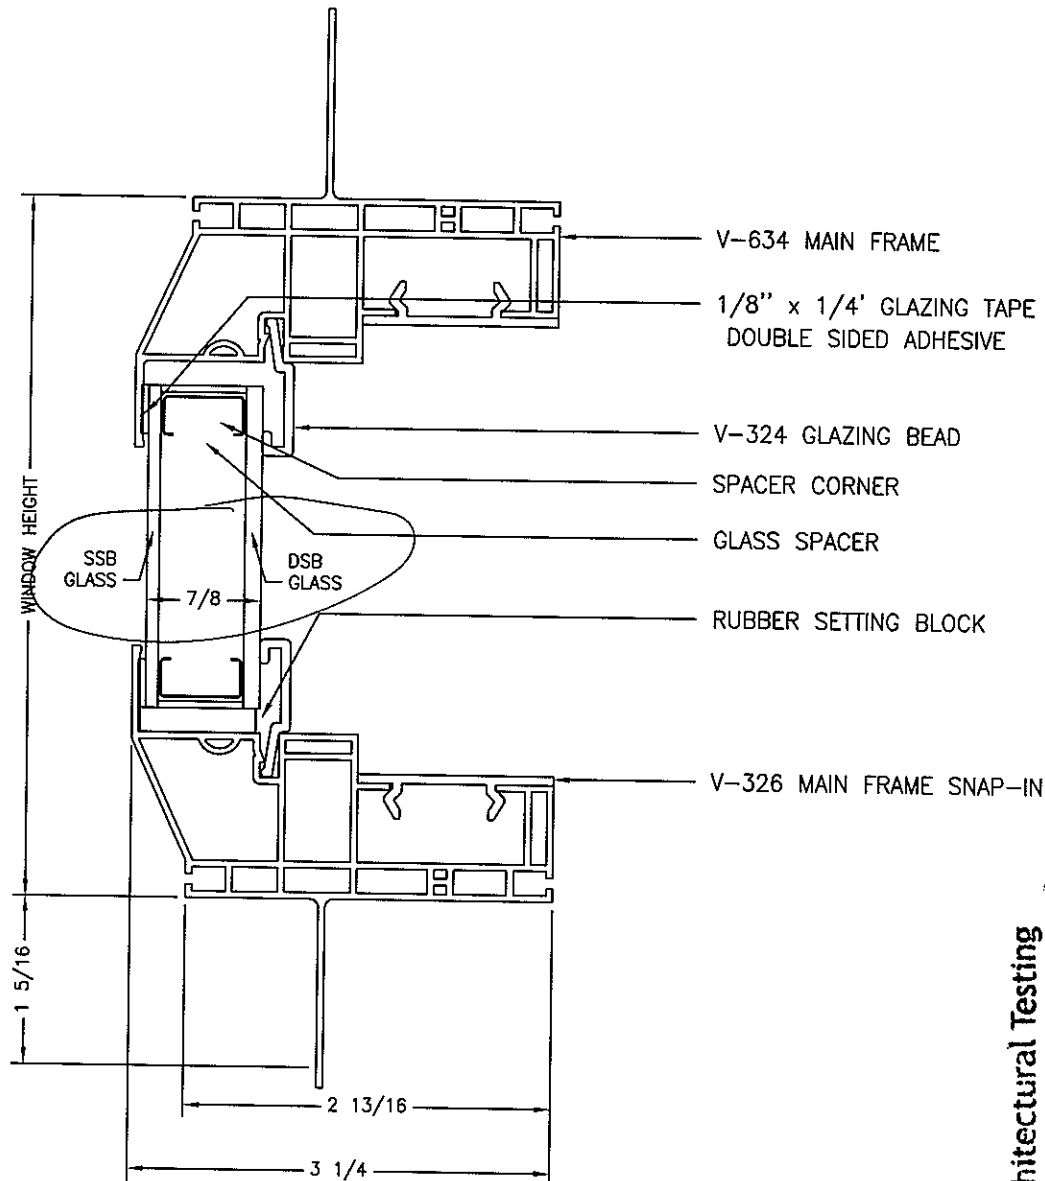 V-634 MAIN FRAME
1/8" x 1/4' GLAZING TAPE
DOUBLE SIDED ADHESIVE
V-324 GLAZING BEAD
SPACER CORNER
GLASS SPACER
RUBBER SETTING BLOCK
V-326 MAIN FRAME SNAP-IN
WINDOW HEIGHT
SSB
GLASS
DSB
GLASS
7/8
1 5/16
2 13/16
3 1/4
hitectural Testing